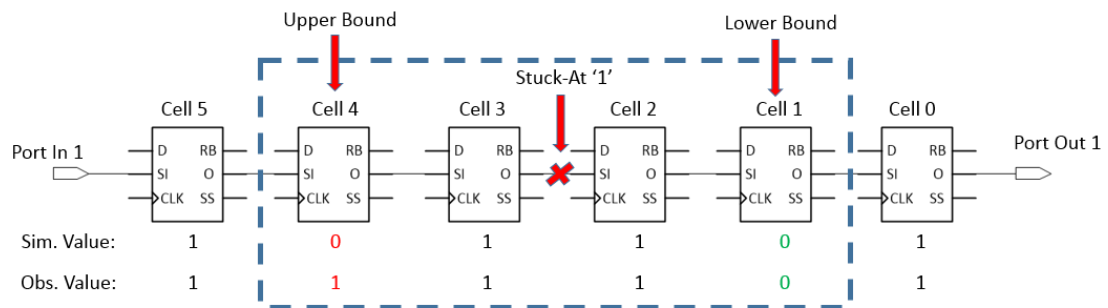 Upper Bound
Lower Bound
Stuck-At ‘1’
Cell 5 Cell 4 Cell 3 Cell 2 Cell 1 Cell 0
D RB D RB D RB D RB D RB D RB
Port In 1 Port Out 1
SI O SI O SI O SI O SI O SI O
CLK SS CLK SS CLK SS CLK SS CLK SS CLK SS
Sim. Value: 1 0 1 1 0 1
Obs. Value: 1 1 1 1 0 1